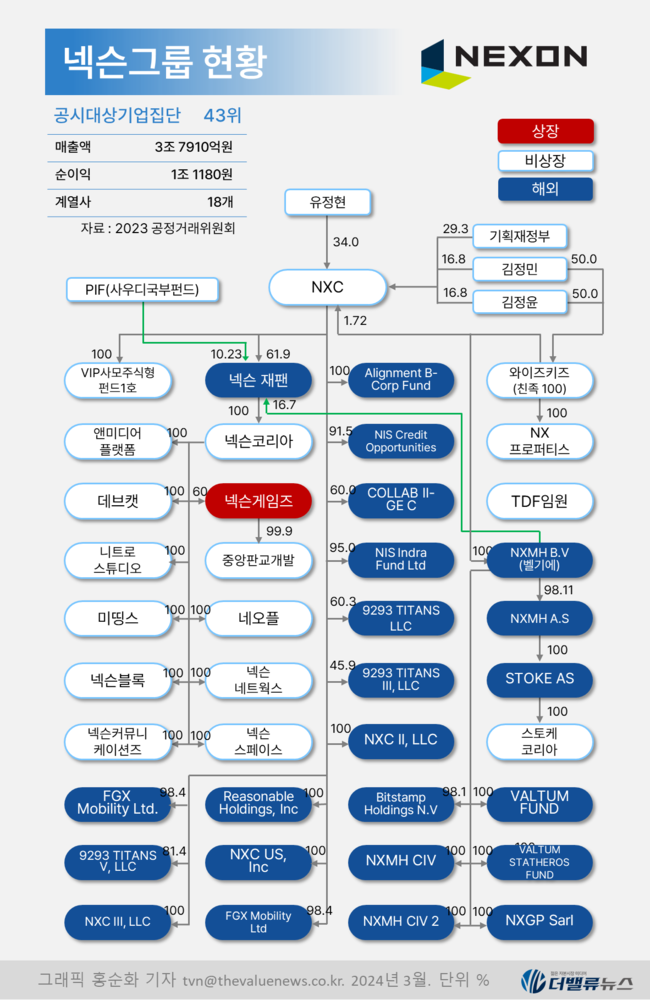 넥슨그룹 현황
NEXON
공시대상기업집단 43위
매출액 3조 7910억원
순이익 1조 1180원
계열사 18개
자료 : 2023 공정거래위원회
상장
비상장
해외
유정현
34.0
29.3
기획재정부
NXC
16.8
김정민
50.0
16.8
김정윤
50.0
PIF(사우디국부펀드)
1.72
100
10.23
61.9
VIP사모주식형
펀드1호
넥슨 재팬
100
Alignment B-
Corp Fund
와이즈키즈
(친족 100)
100
16.7
100
앤미디어
플랫폼
100
넥슨코리아
91.5
NIS Credit
Opportunities
NX
프로퍼티스
데브캣
100
60
넥슨게임즈
60.0
COLLAB II-
GE C
TDF임원
99.9
니트로
스튜디오
100
중앙판교개발
95.0
NIS Indra
Fund Ltd
100
NXMH B.V
(벨기에)
98.11
미띵스
100
100
네오플
60.3
9293 TITANS
LLC
NXMH A.S
100
넥슨블록
100
100
넥슨
네트웍스
45.9
9293 TITANS
III, LLC
STOKE AS
100
넥슨커뮤니
케이션즈
100
100
넥슨
스페이스
100
NXC II, LLC
스토케
코리아
FGX
Mobility Ltd.
98.4
Reasonable
Holdings, Inc
100
Bitstamp
Holdings N.V
98.1
100
VALTUM
FUND
9293 TITANS
V, LLC
81.4
NXC US,
Inc
100
NXMH CIV
100
100
VALTUM
STATHEROS
FUND
NXC III, LLC
100
FGX Mobility
Ltd
98.4
NXMH CIV 2
100
100
NXGP Sarl
그래픽 홍순화 기자 tvn@thevaluenews.co.kr. 2024년 3월. 단위 %
더밸류뉴스